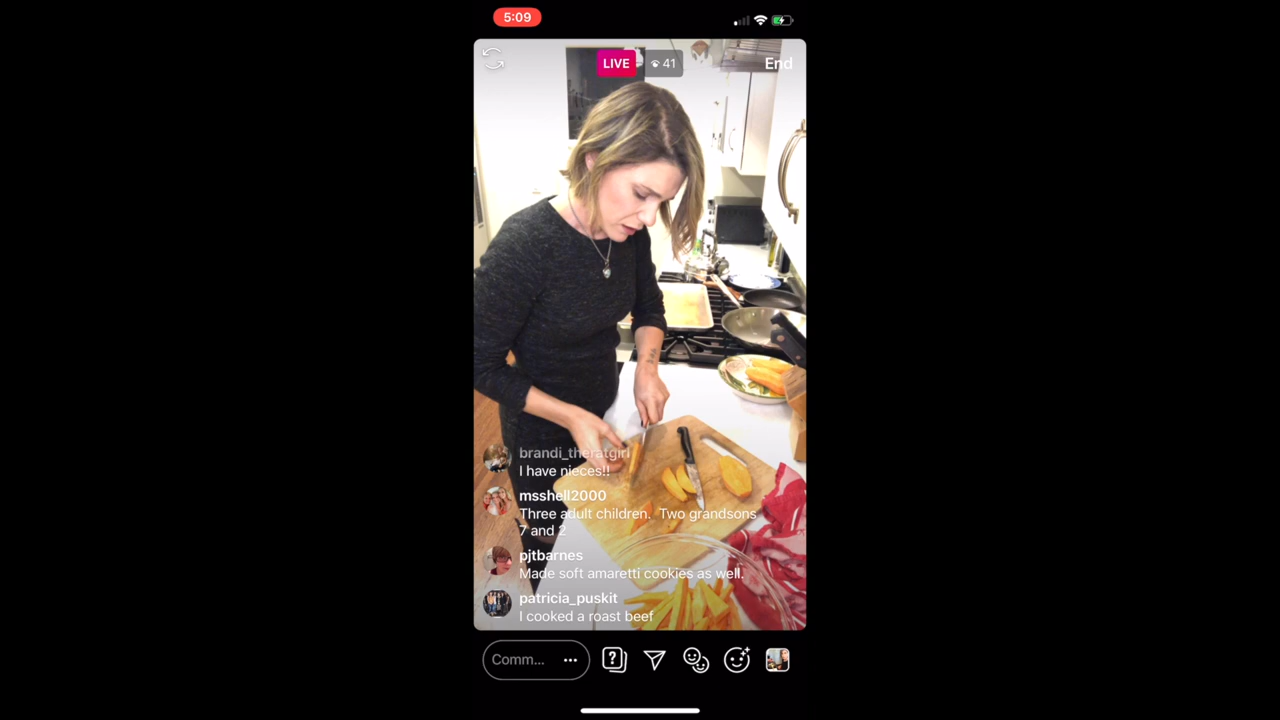 5:09
LIVE 41
End
brandi_theratgirl
I have nieces!!
msshell2000
Three adult children. Two grandsons
7 and 2
pjtbarnes
Made soft amaretti cookies as well.
patricia_puskit
I cooked a roast beef
Comm...